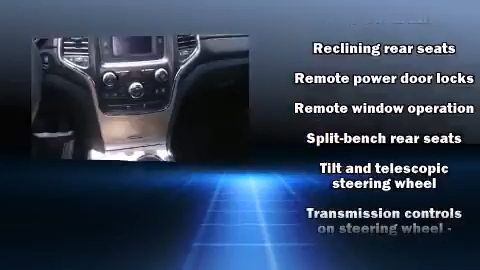 Reclining rear seats
Remote power door locks
Remote window operation
Split-bench rear seats
Tilt and telescopic
steering wheel
Transmission controls
on steering wheel -